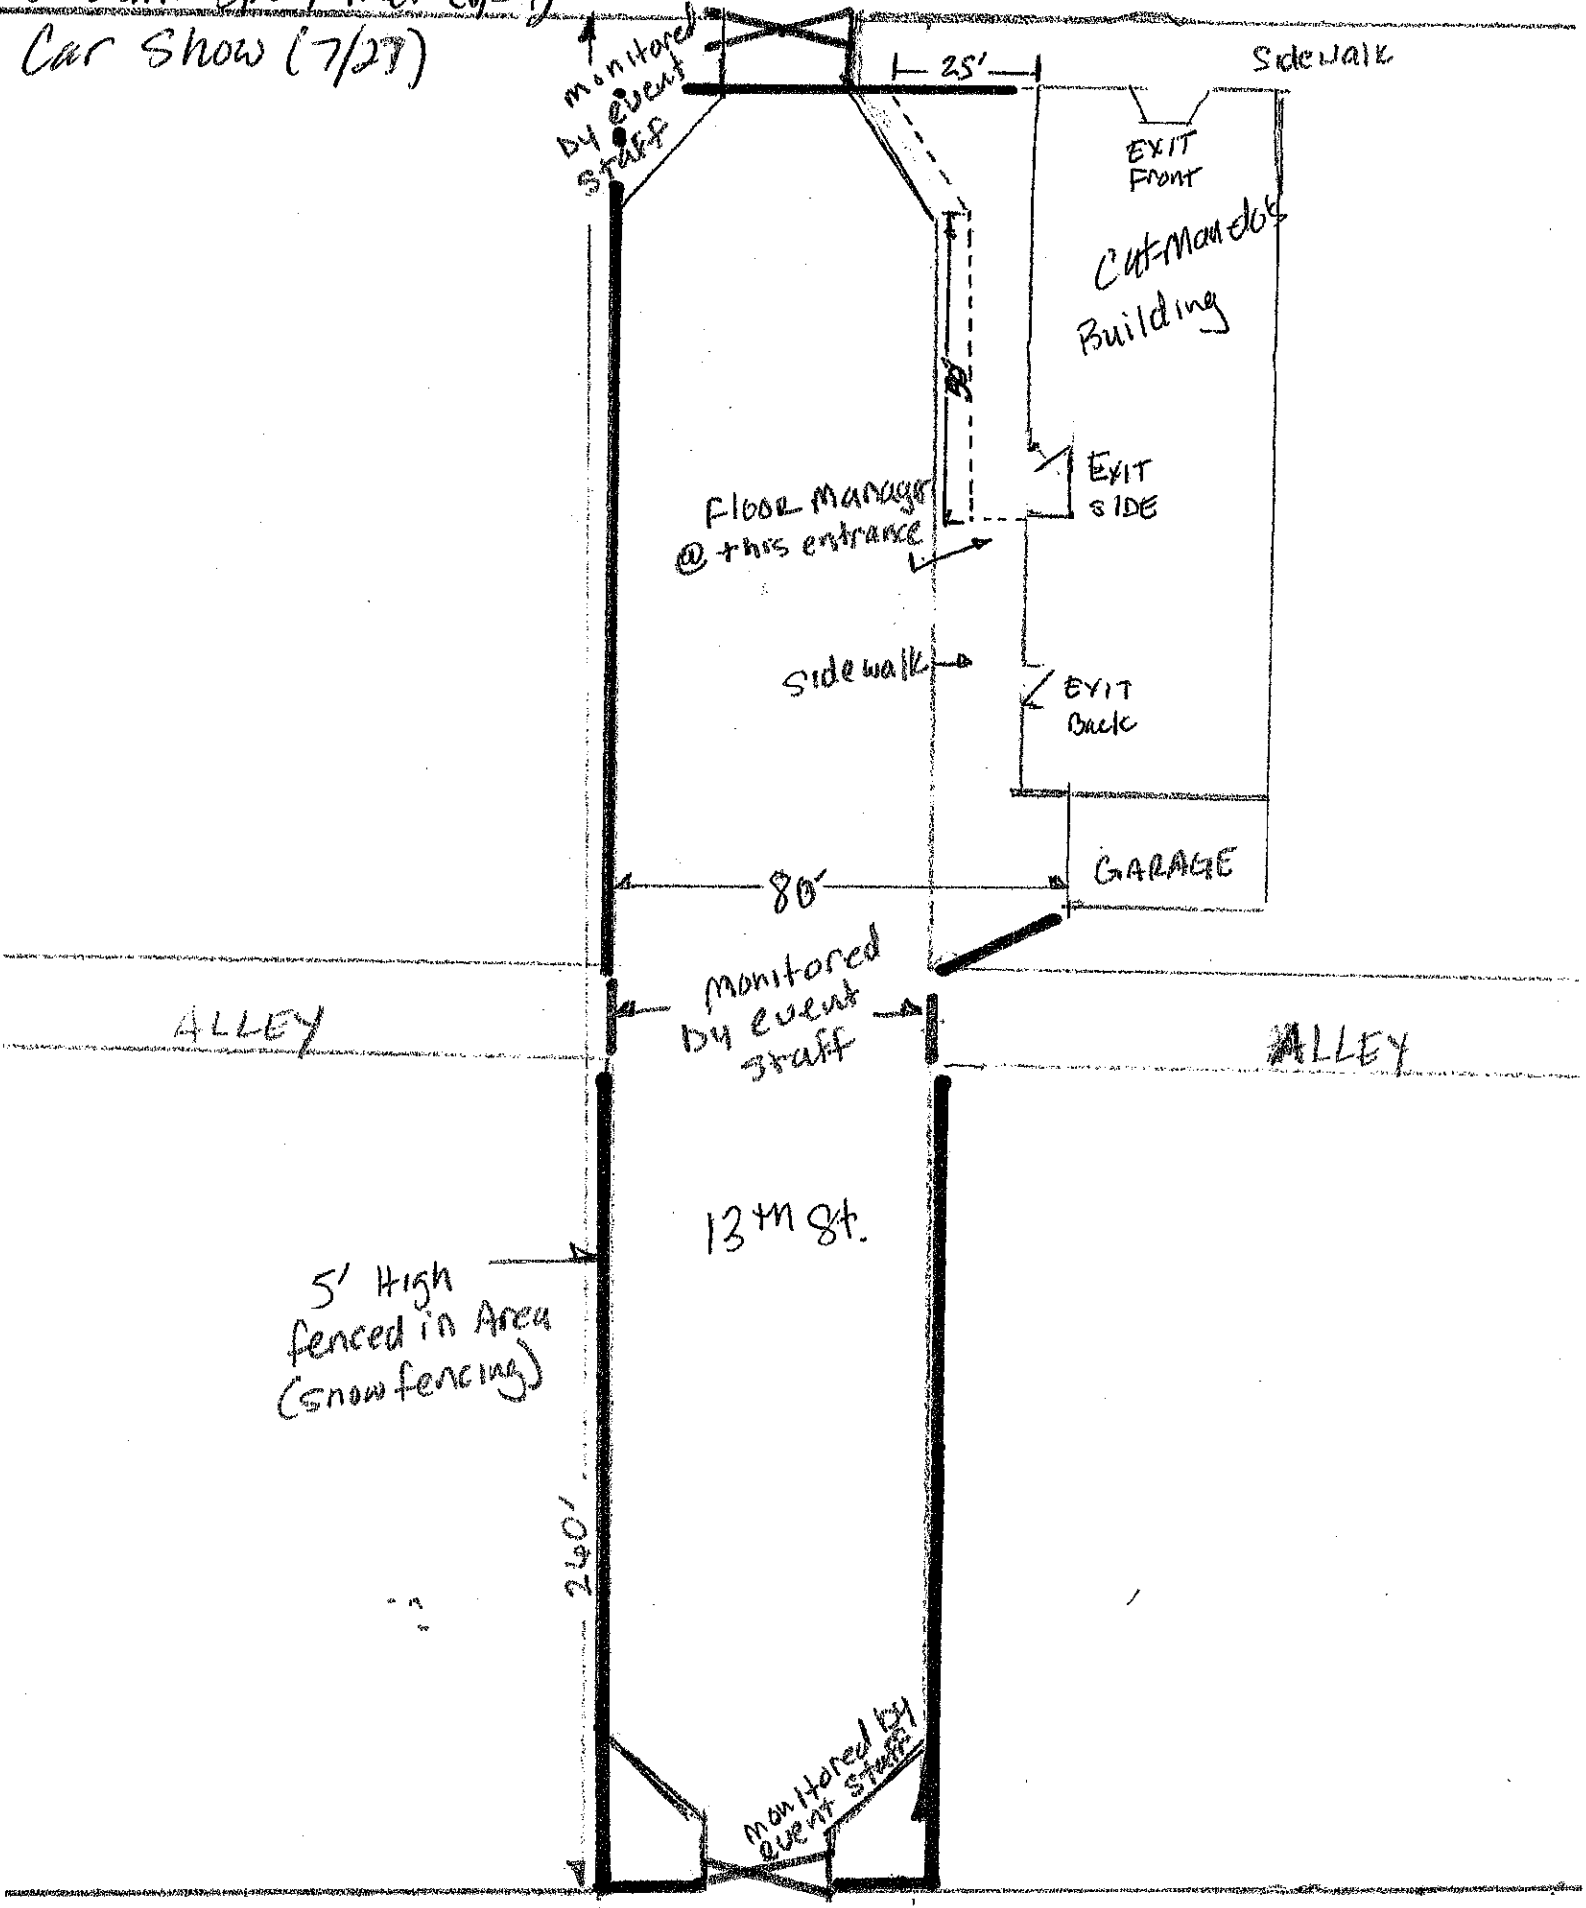 Car Show (7/27)
monitored
by event
staff
25'
Sidewalk
EXIT
Front
Building
EXIT
SIDE
Floor Manager
@ this entrance
Sidewalk
EXIT
Back
GARAGE
80'
monitored
by event
staff
ALLEY
ALLEY
13th St.
5' High
fenced in Area
(snow fencing)
240'
monitored by
event staff